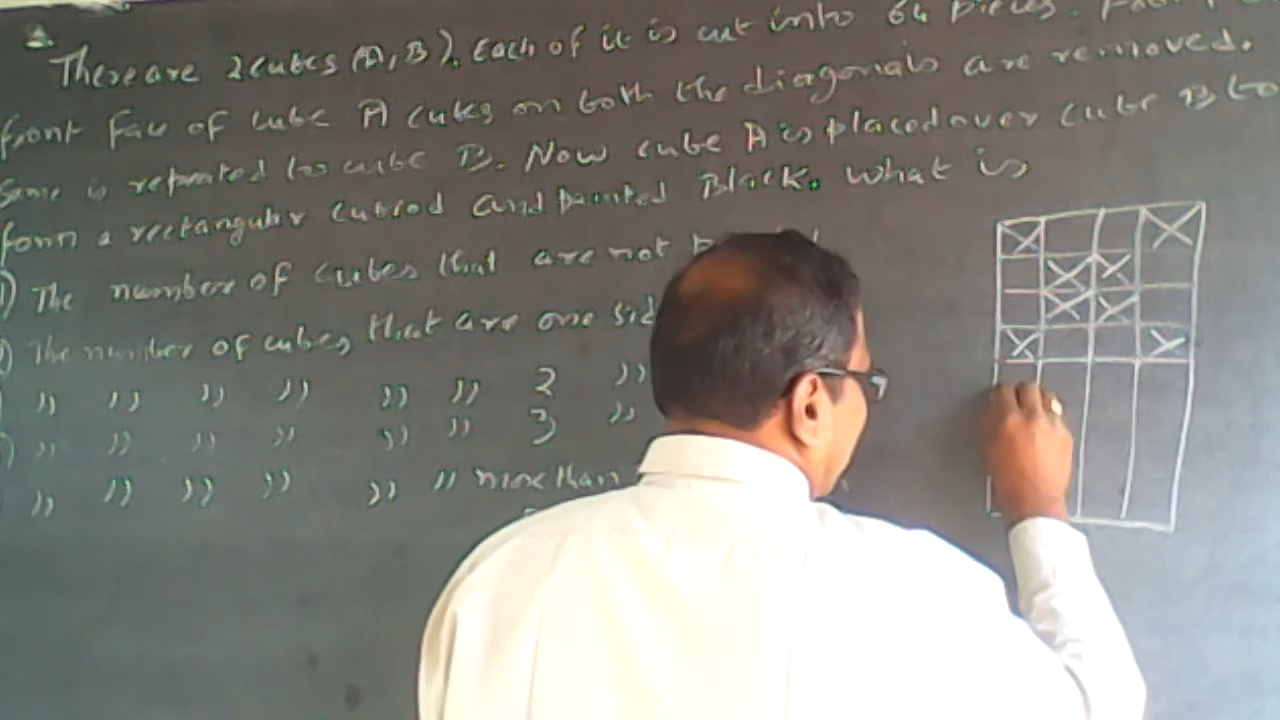 There are 2 cubes (A, B). Each of it is cut into 64 pieces.
front face of cube A cubes on both the diagonals are removed.
Same is repeated to cube B. Now cube A is placed over cube B to
form a rectangular cuboid and painted Black. what is
1) The number of cubes that are not
The number of cubes that are one sid
" " " " " " 2 "
" " " " " " 3 "
" " " " " " more than